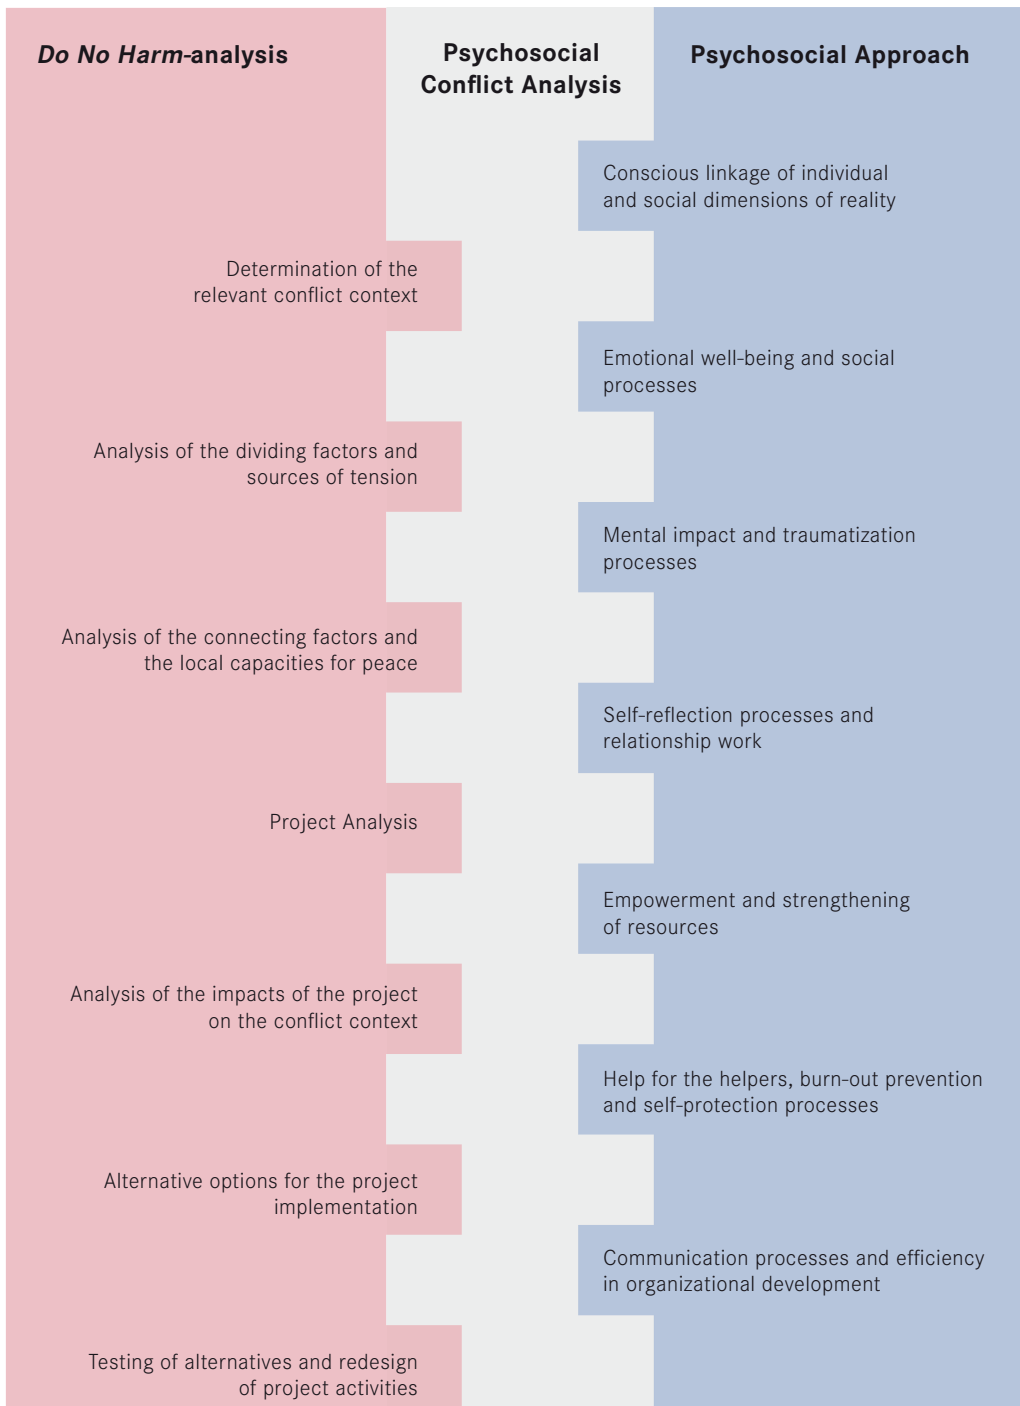 Do No Harm-analysis
Psychosocial
Conflict Analysis
Psychosocial Approach
Conscious linkage of individual
and social dimensions of reality
Determination of the
relevant conflict context
Emotional well-being and social
processes
Analysis of the dividing factors and
sources of tension
Mental impact and traumatization
processes
Analysis of the connecting factors and
the local capacities for peace
Self-reflection processes and
relationship work
Project Analysis
Empowerment and strengthening
of resources
Analysis of the impacts of the project
on the conflict context
Help for the helpers, burn-out prevention
and self-protection processes
Alternative options for the project
implementation
Communication processes and efficiency
in organizational development
Testing of alternatives and redesign
of project activities